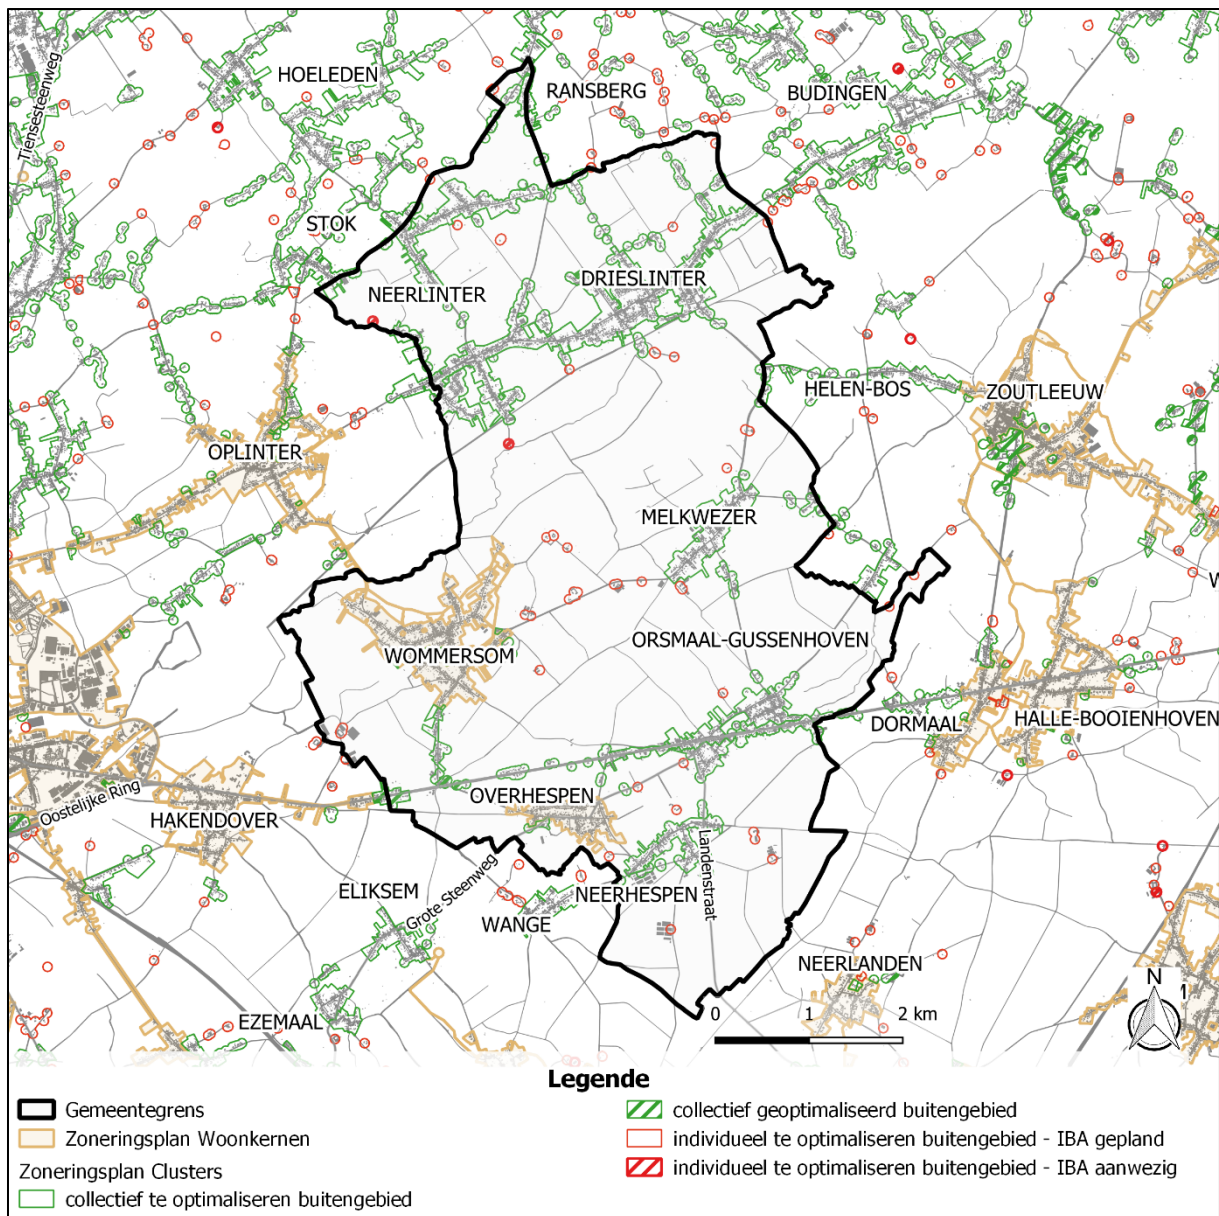 HOELEDEN
RANSBERG
BUDINGEN
Tiensesteenweg
STOK
NEERLINTER
DRIESLINTER
HELEN-BOS
ZOUTLEEUW
OPLINTER
MELKWEZER
W
WOMMERSOM
ORSMAAL-GUSSENHOVEN
DORMAAL
HALLE-BOOIENHOVEN
OVERHESPEN
Oostelijke Ring
HAKENDOVER
Landenstraat
ELIKSEM
Grote Steenweg
NEERHESPEN
WANGE
NEERLANDEN
EZEMAAL
N
M
0 1 2 km
Legende
Gemeentegrens
Zoneringsplan Woonkernen
Zoneringsplan Clusters
collectief te optimaliseren buitengebied
collectief geoptimaliseerd buitengebied
individueel te optimaliseren buitengebied - IBA gepland
individueel te optimaliseren buitengebied - IBA aanwezig